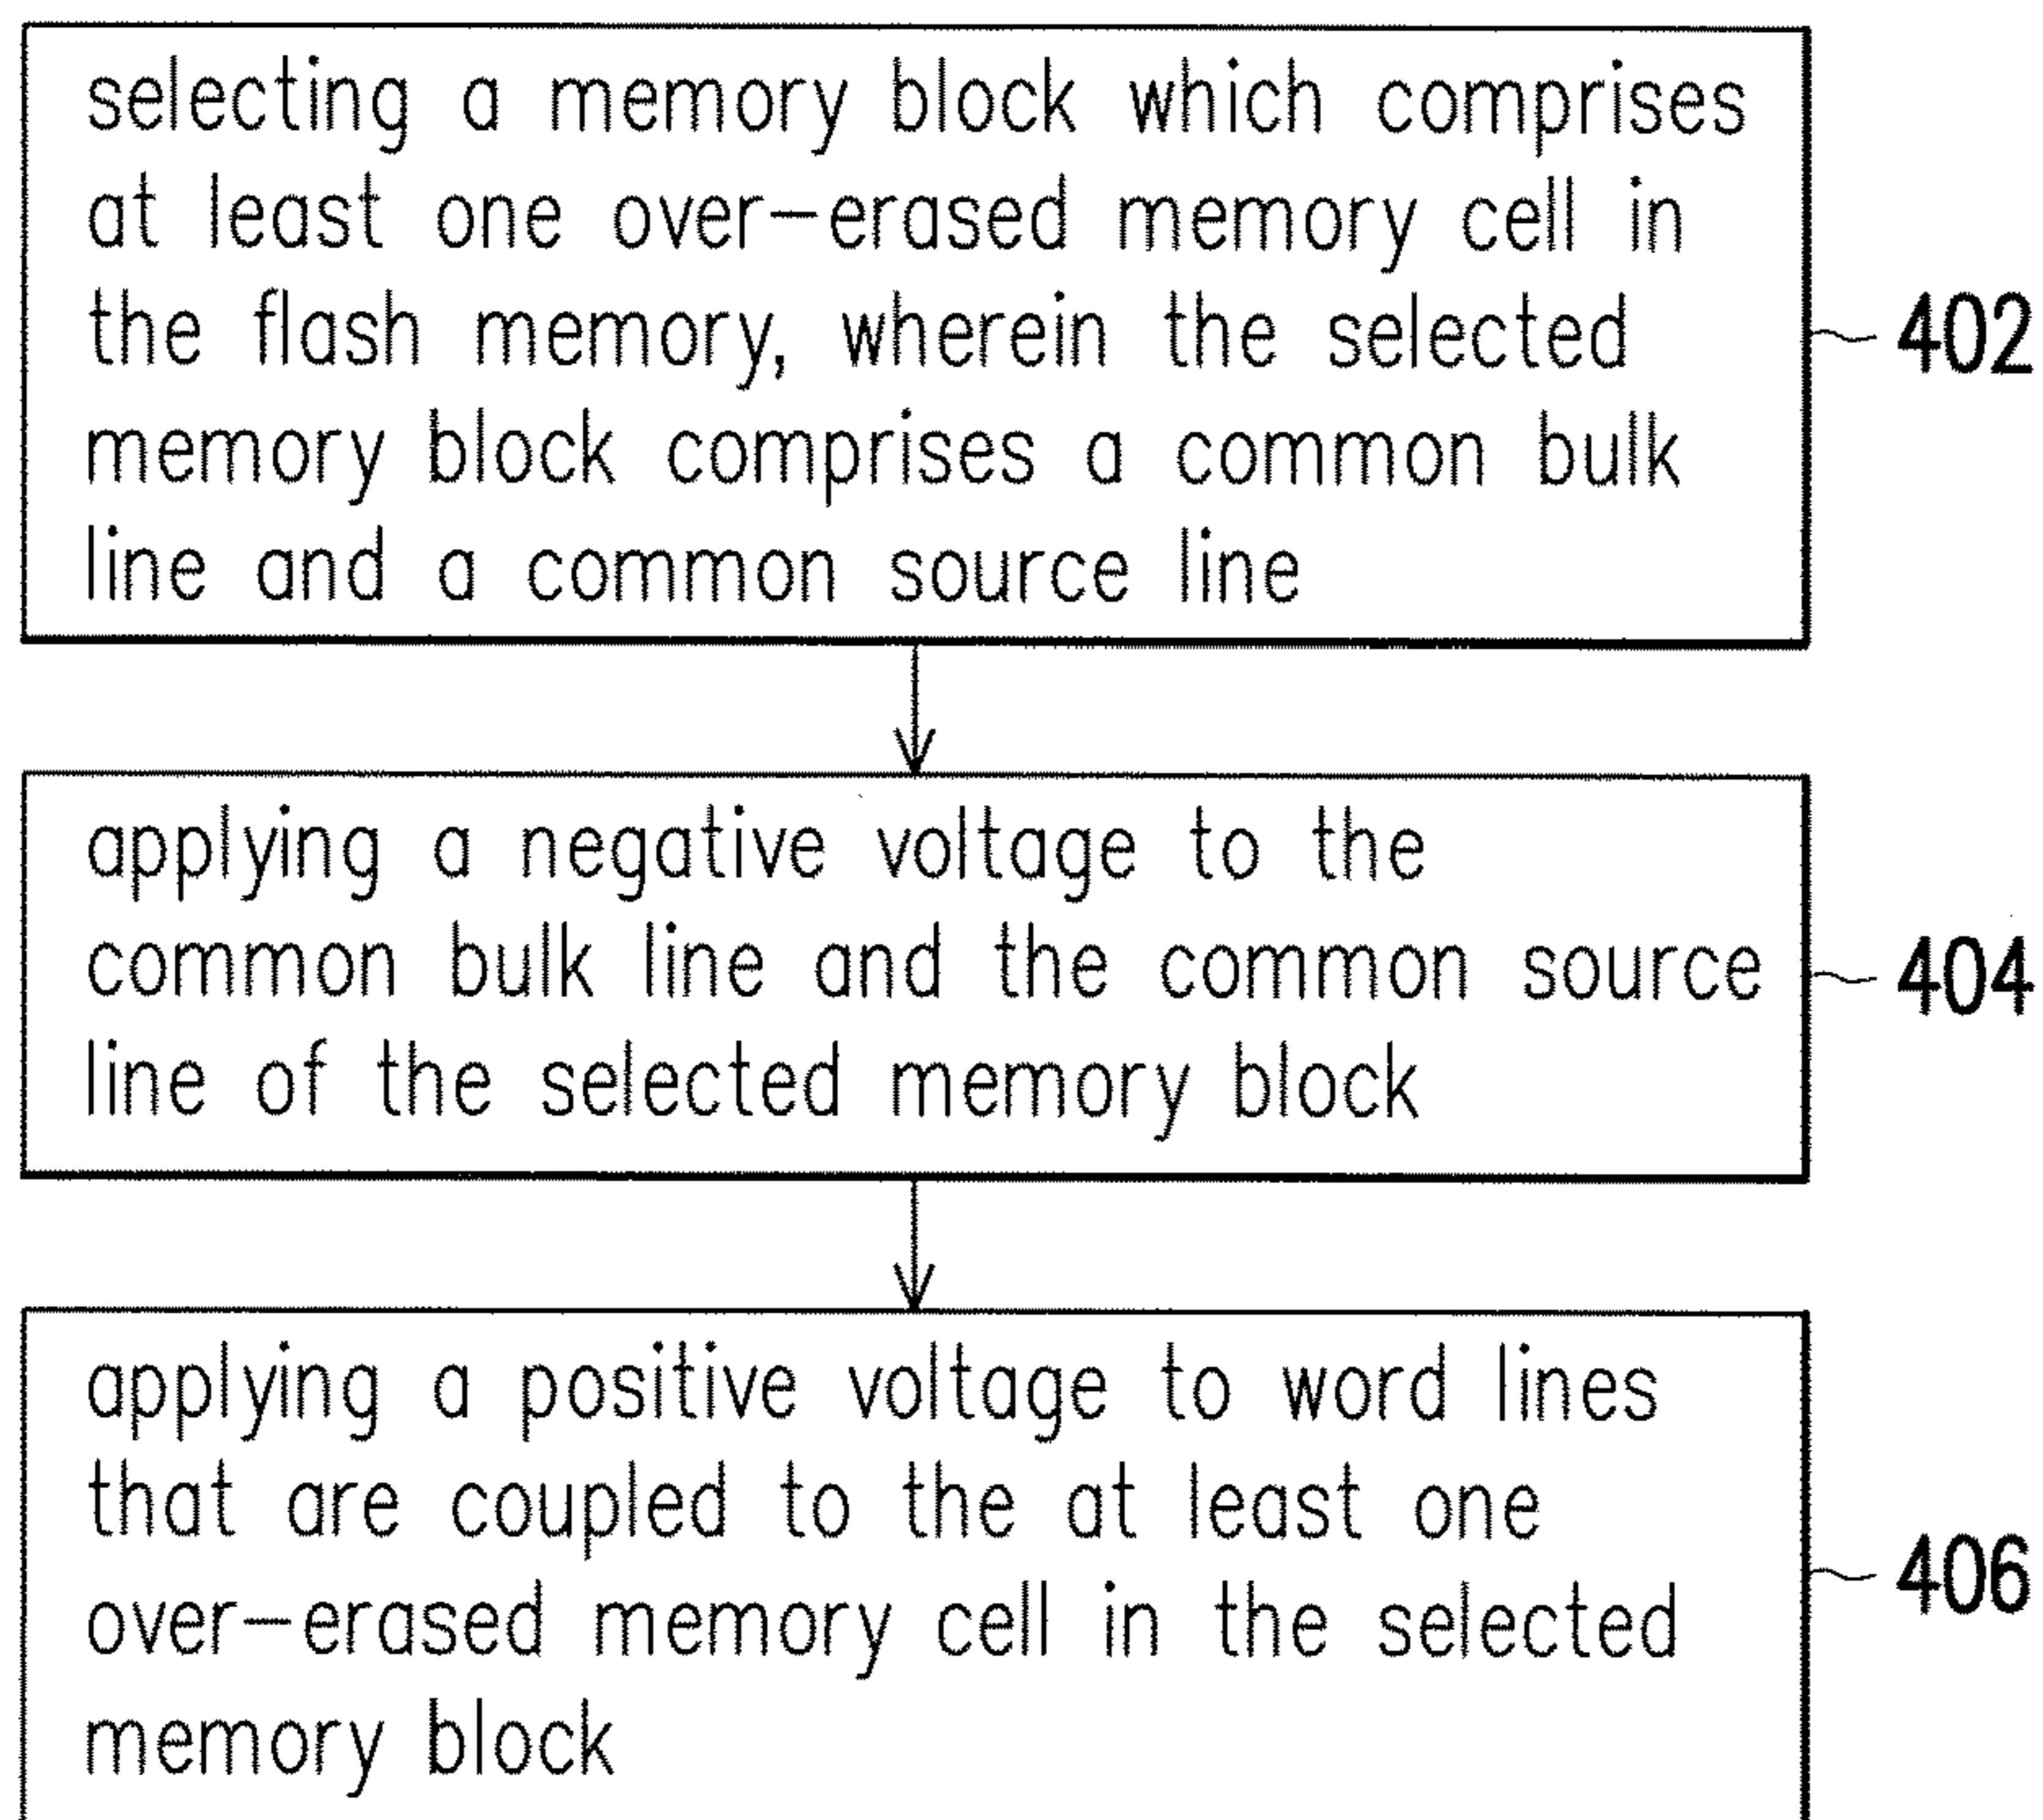 selecting a memory block which comprises
at least one over-erased memory cell in
the flash memory, wherein the selected
memory block comprises a common bulk
line and a common source line
402
applying a negative voltage to the
common bulk line and the common source
line of the selected memory block
404
applying a positive voltage to word lines
that are coupled to the at least one
over-erased memory cell in the selected
memory block
406